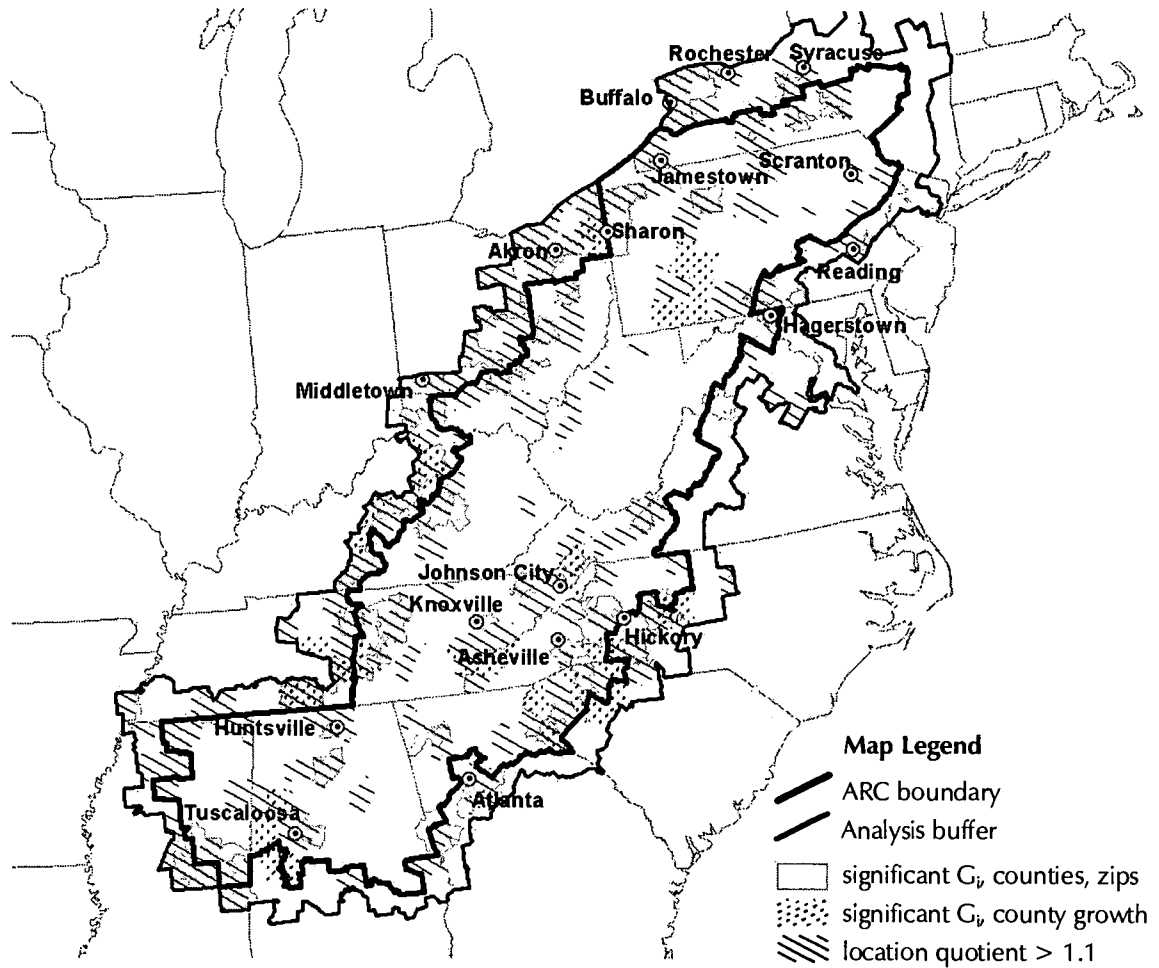 Rochester Syracuse
Buffalo
Scranton
Jamestown
Sharon
Akron
Reading
Hagerstown
Middletown
Johnson City
Knoxville
Hickory
Asheville
Huntsville
Atlanta
Tuscaloosa
Map Legend
ARC boundary
Analysis buffer
significant Gᵢ, counties, zips
significant Gᵢ, county growth
location quotient > 1.1